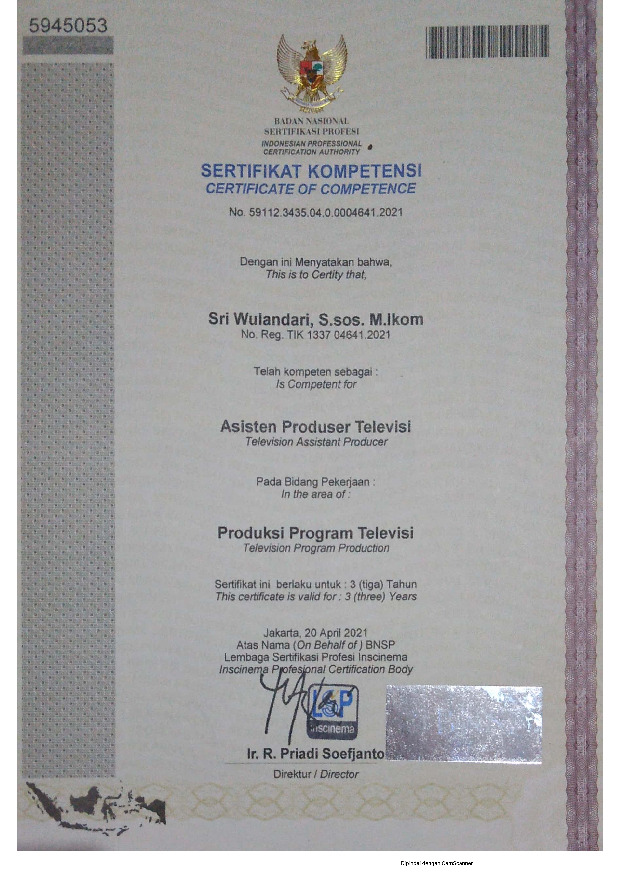 5945053
BADAN NASIONAL
SERTIFIKASI PROFESI
INDONESIAN PROFESSIONAL
CERTIFICATION AUTHORITY
SERTIFIKAT KOMPETENSI
CERTIFICATE OF COMPETENCE
No. 59112.3435.04.0.0004641.2021
Dengan ini Menyatakan bahwa,
This is to Certity that,
Sri Wulandari, S.sos. M.Ikom
No. Reg. TIK 1337 04641.2021
Telah kompeten sebagai :
Is Competent for
Asisten Produser Televisi
Television Assistant Producer
Pada Bidang Pekerjaan :
In the area of :
Produksi Program Televisi
Television Program Production
Sertifikat ini berlaku untuk : 3 (tiga) Tahun
This certificate is valid for : 3 (three) Years
Jakarta, 20 April 2021
Atas Nama (On Behalf of ) BNSP
Lembaga Sertifikasi Profesi Inscinema
Inscinema Profesional Certification Body
LSP
inscinema
Ir. R. Priadi Soefjanto
Direktur / Director
Dipindai dengan CamScanner